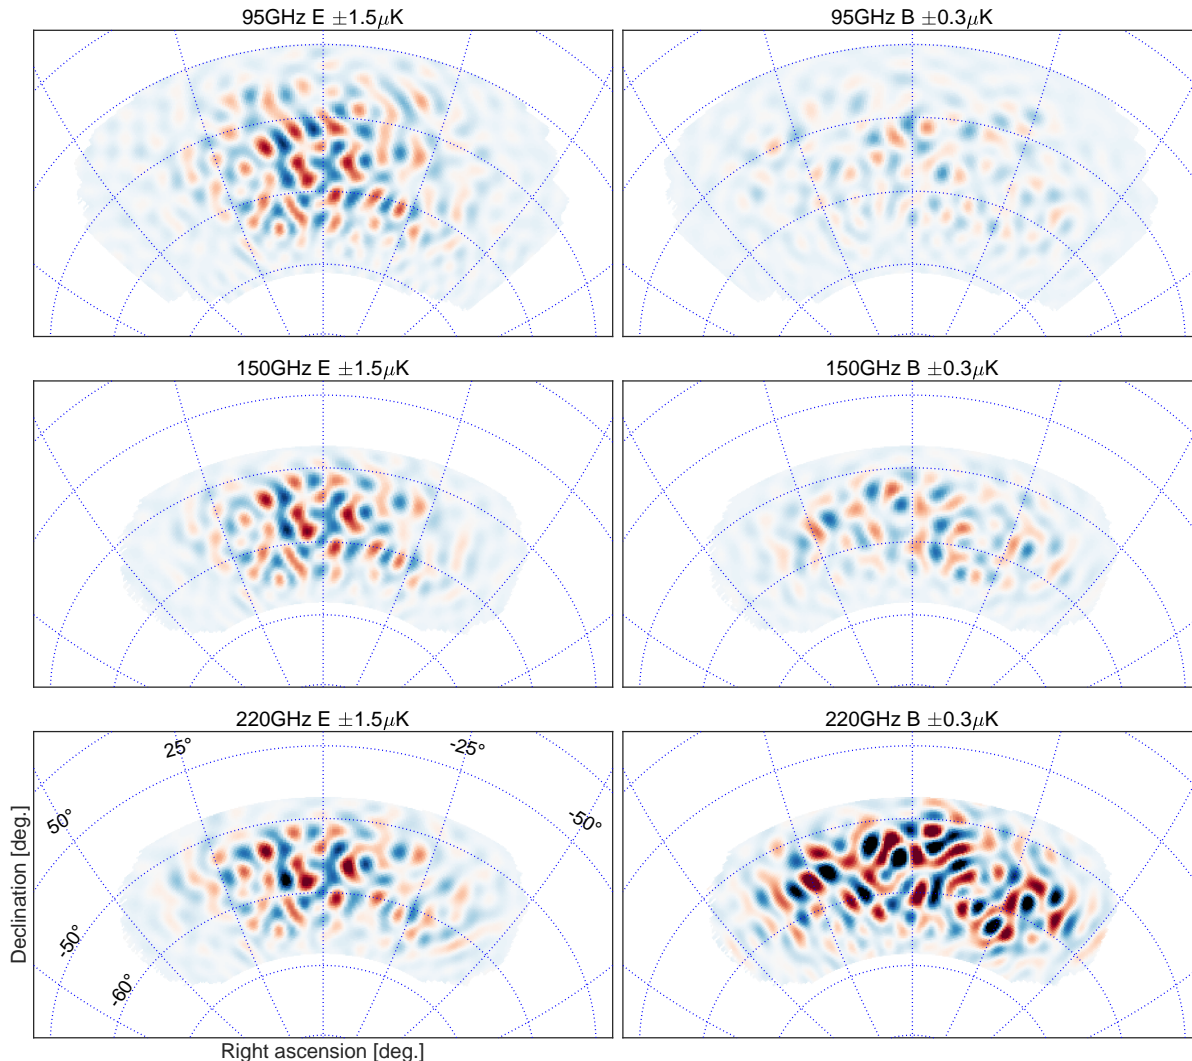 95GHz E ±1.5μK
95GHz B ±0.3μK
150GHz E ±1.5μK
150GHz B ±0.3μK
220GHz E ±1.5μK
220GHz B ±0.3μK
25°
-25°
50°
-50°
-50°
-60°
Declination [deg.]
Right ascension [deg.]